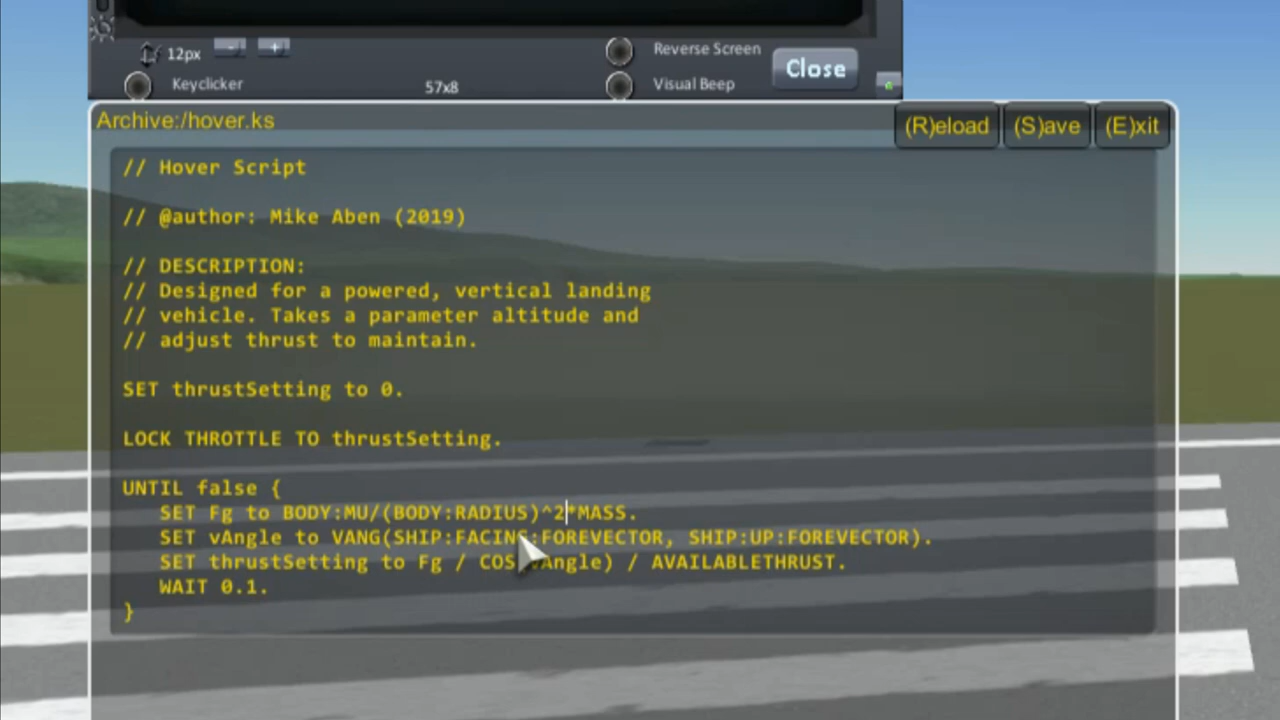 12px - + Reverse Screen
Keyclicker 57x8 Visual Beep Close
Archive:/hover.ks (R)eload (S)ave (E)xit
// Hover Script
// @author: Mike Aben (2019)
// DESCRIPTION:
// Designed for a powered, vertical landing
// vehicle. Takes a parameter altitude and
// adjust thrust to maintain.
SET thrustSetting to 0.
LOCK THROTTLE TO thrustSetting.
UNTIL false {
SET Fg to BODY:MU/(BODY:RADIUS)^2*MASS.
SET vAngle to VANG(SHIP:FACING:FOREVECTOR, SHIP:UP:FOREVECTOR).
SET thrustSetting to Fg / COS(vAngle) / AVAILABLETHRUST.
WAIT 0.1.
}